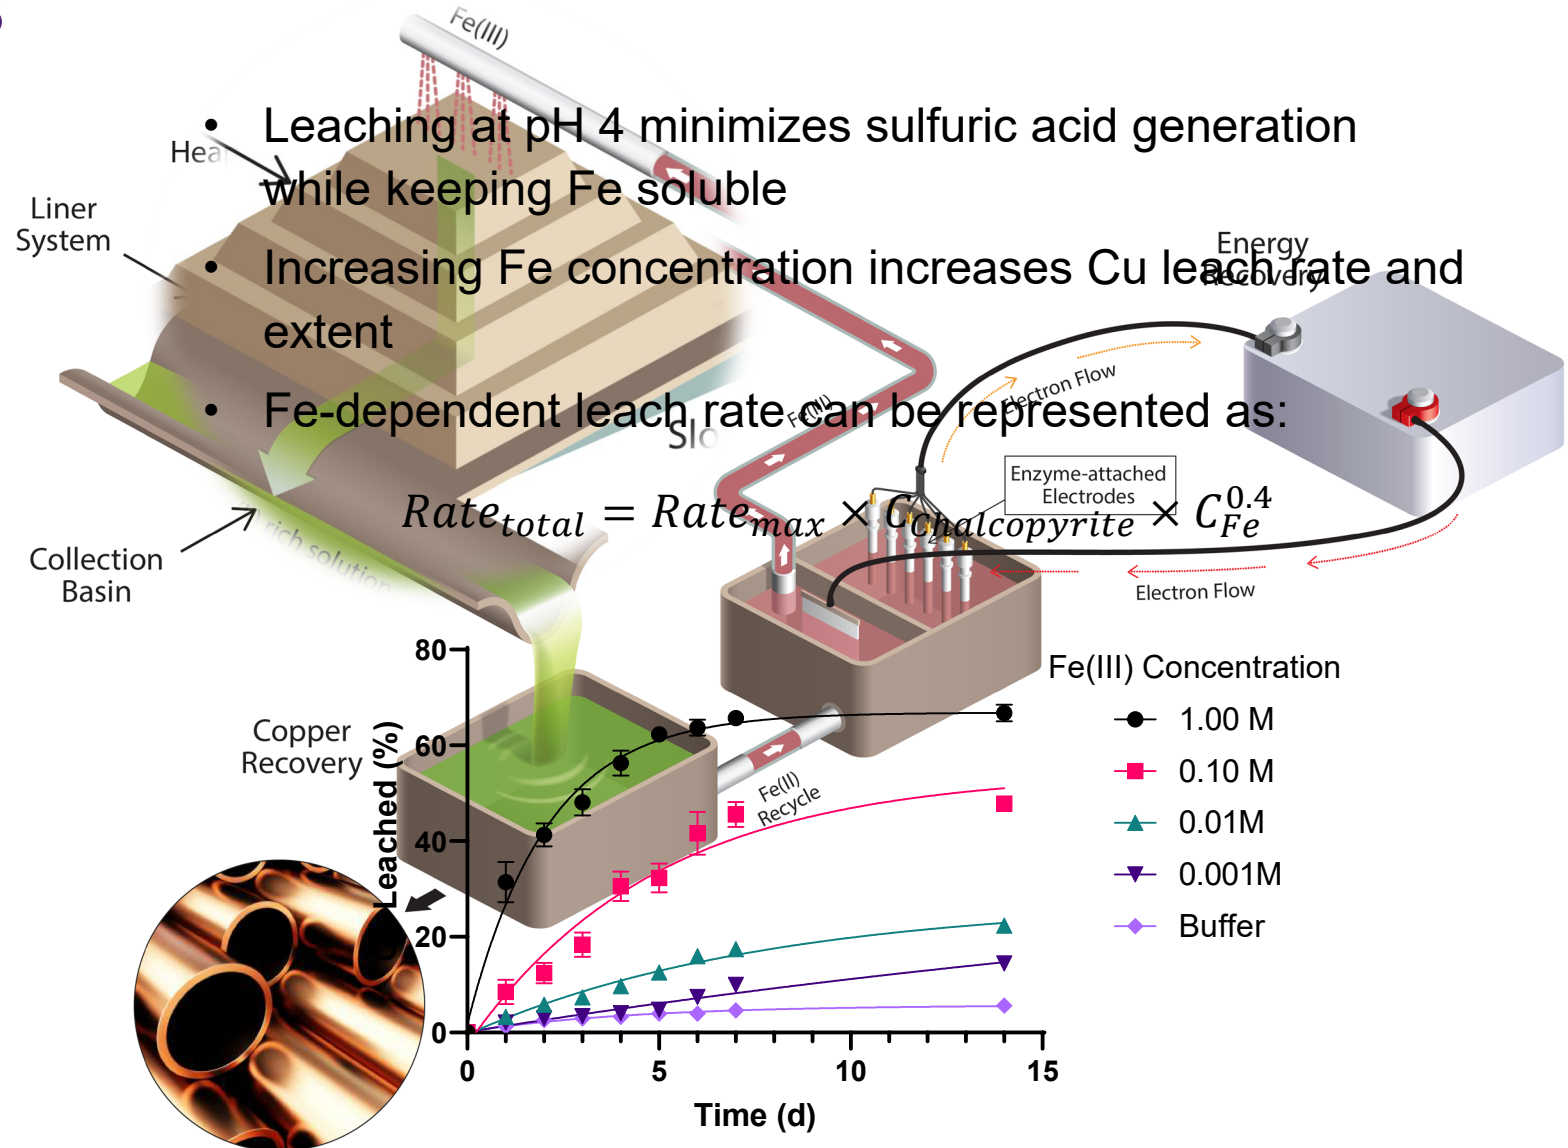 Fe(III)
• Leaching at pH 4 minimizes sulfuric acid generation
while keeping Fe soluble
Liner
System
• Increasing Fe concentration increases Cu leach rate and
extent
Energy
Recovery
• Fe-dependent leach rate can be represented as:
Fe(III)
Electron Flow
Enzyme-attached
Electrodes
Rate_total = Rate_max × C_Chalcopyrite × C_Fe^0.4
rich solution
Collection
Basin
Electron Flow
Copper
Recovery
Fe(II)
Recycle
Leached (%)
80
60
40
20
0
0 5 10 15
Time (d)
Fe(III) Concentration
1.00 M
0.10 M
0.01M
0.001M
Buffer